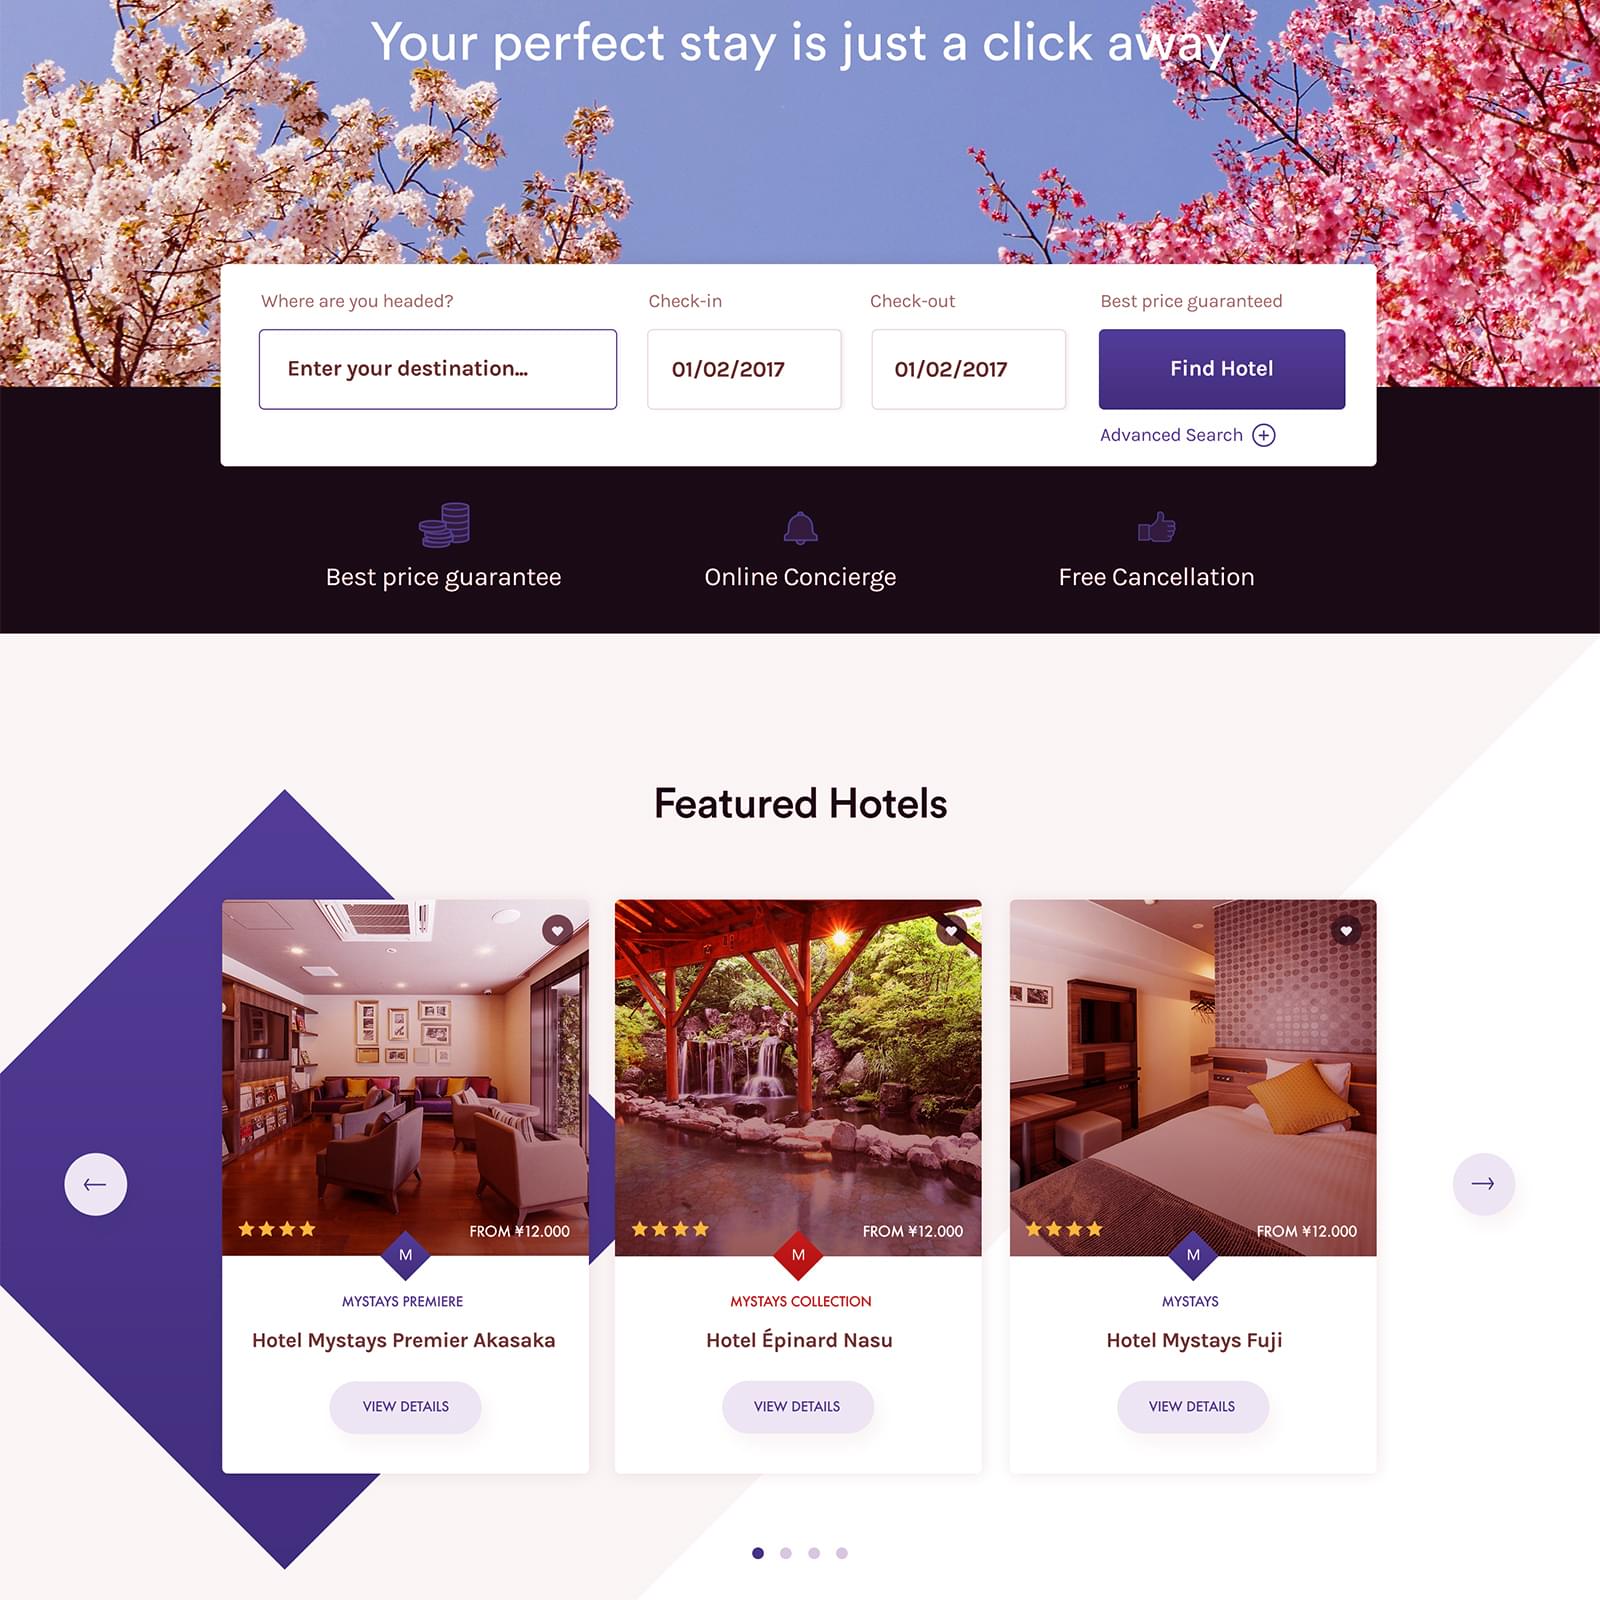 Your perfect stay is just a click away
Where are you headed?
Check-in
Check-out
Best price guaranteed
Enter your destination...
01/02/2017
01/02/2017
Find Hotel
Advanced Search
Best price guarantee
Online Concierge
Free Cancellation
Featured Hotels
FROM ¥12.000
M
MYSTAYS PREMIERE
Hotel Mystays Premier Akasaka
VIEW DETAILS
FROM ¥12.000
M
MYSTAYS COLLECTION
Hotel Épinard Nasu
VIEW DETAILS
FROM ¥12.000
M
MYSTAYS
Hotel Mystays Fuji
VIEW DETAILS